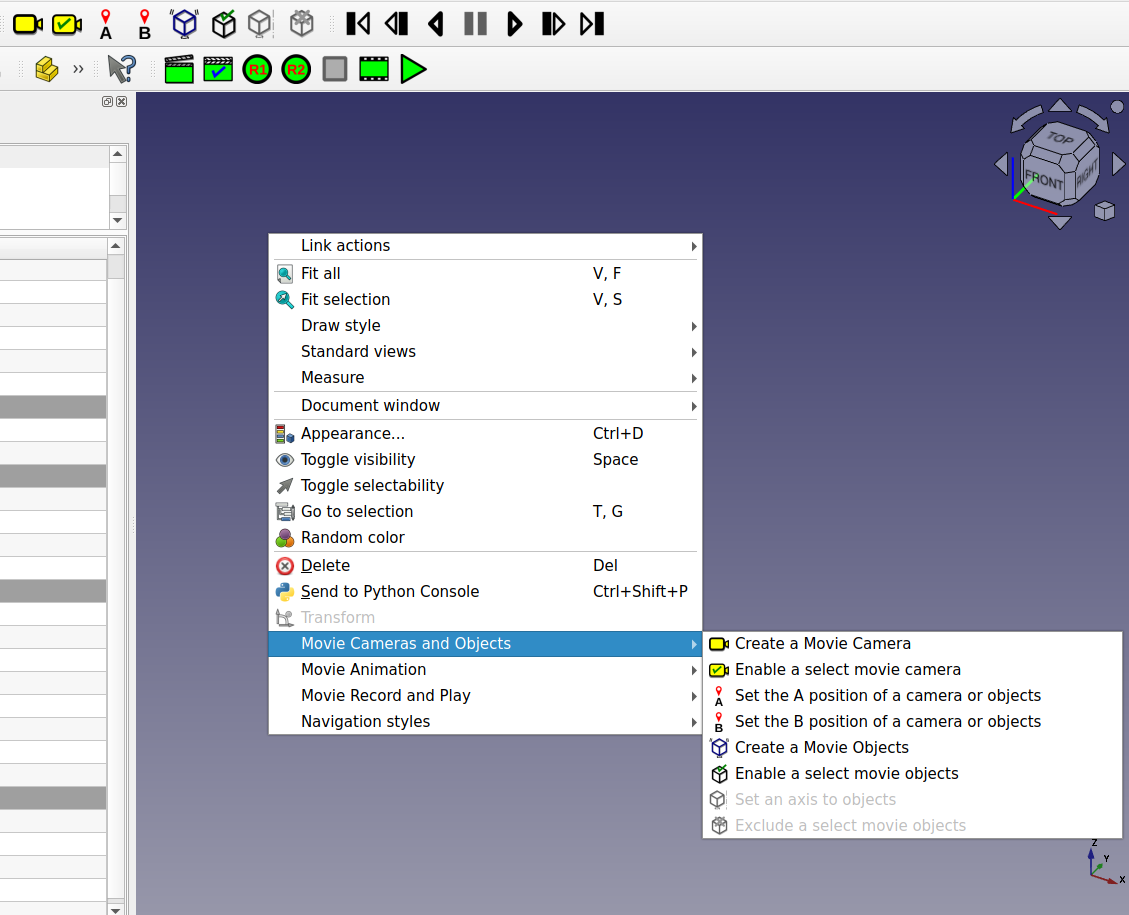 A
B
»
R1
R2
TOP
FRONT
RIGHT
Link actions
Fit all V, F
Fit selection V, S
Draw style
Standard views
Measure
Document window
Appearance... Ctrl+D
Toggle visibility Space
Toggle selectability
Go to selection T, G
Random color
Delete Del
Send to Python Console Ctrl+Shift+P
Transform
Movie Cameras and Objects
Movie Animation
Movie Record and Play
Navigation styles
Create a Movie Camera
Enable a select movie camera
A Set the A position of a camera or objects
B Set the B position of a camera or objects
Create a Movie Objects
Enable a select movie objects
Set an axis to objects
Exclude a select movie objects
Z
Y
X